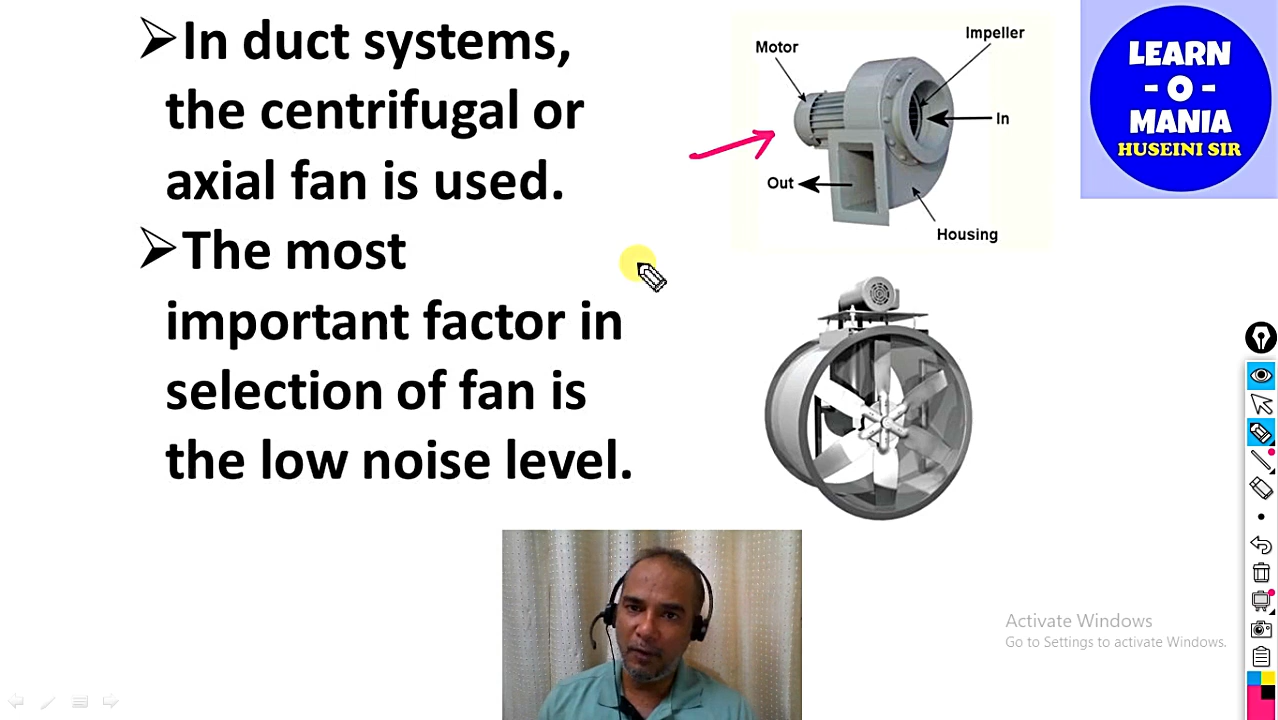 ➢In duct systems,
the centrifugal or
axial fan is used.
➢The most
important factor in
selection of fan is
the low noise level.
Motor
Impeller
In
Out
Housing
LEARN
- O -
MANIA
HUSEINI SIR
Activate Windows
Go to Settings to activate Windows.